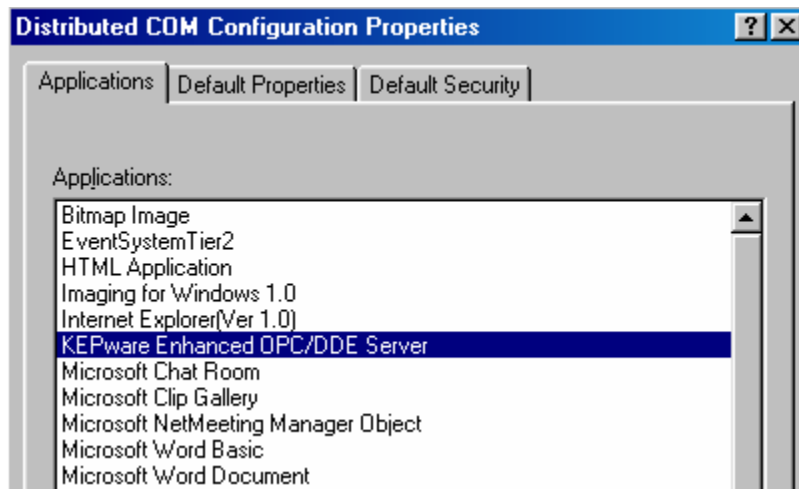 Distributed COM Configuration Properties
Applications Default Properties Default Security
Applications:
Bitmap Image
EventSystemTier2
HTML Application
Imaging for Windows 1.0
Internet Explorer(Ver 1.0)
KEPware Enhanced OPC/DDE Server
Microsoft Chat Room
Microsoft Clip Gallery
Microsoft NetMeeting Manager Object
Microsoft Word Basic
Microsoft Word Document